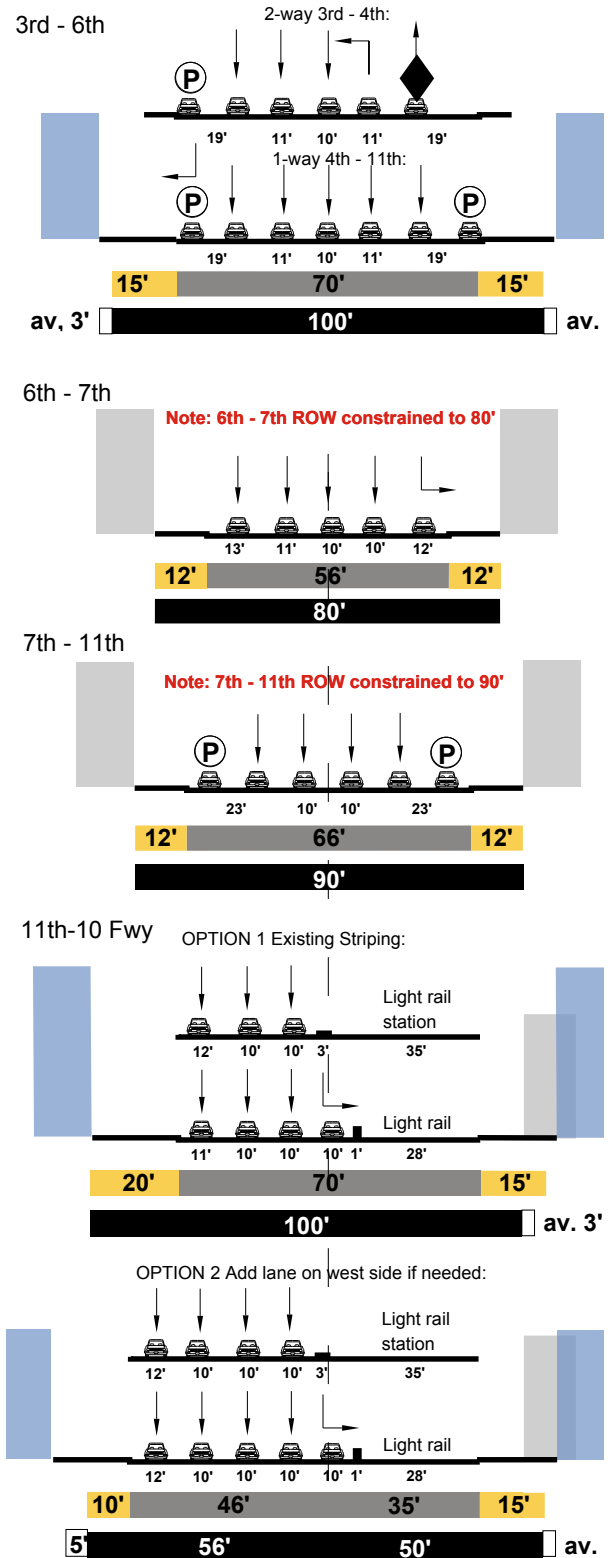 3rd - 6th
2-way 3rd - 4th:
P
19' 11' 10' 11' 19'
1-way 4th - 11th:
P P
19' 11' 10' 11' 19'
15' 70' 15'
av, 3' 100' av.
6th - 7th
Note: 6th - 7th ROW constrained to 80'
13' 11' 10' 10' 12'
12' 56' 12'
80'
7th - 11th
Note: 7th - 11th ROW constrained to 90'
P P
23' 10' 10' 23'
12' 66' 12'
90'
11th-10 Fwy
OPTION 1 Existing Striping:
Light rail
station
12' 10' 10' 3' 35'
Light rail
11' 10' 10' 10' 1' 28'
20' 70' 15'
100' av. 3'
OPTION 2 Add lane on west side if needed:
Light rail
station
12' 10' 10' 10' 3' 35'
Light rail
12' 10' 10' 10' 10' 1' 28'
10' 46' 35' 15'
5' 56' 50' av.